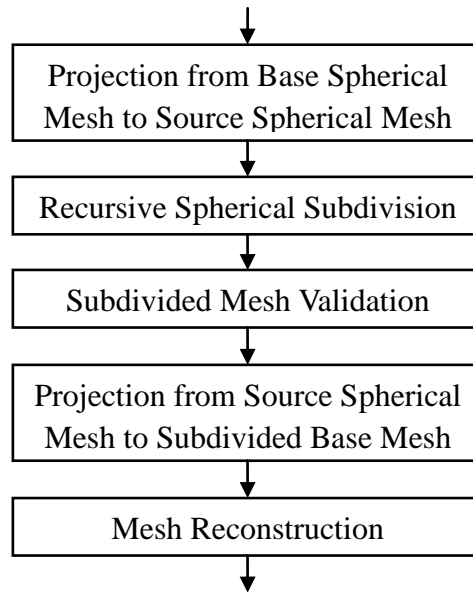 Projection from Base Spherical
Mesh to Source Spherical Mesh
Recursive Spherical Subdivision
Subdivided Mesh Validation
Projection from Source Spherical
Mesh to Subdivided Base Mesh
Mesh Reconstruction